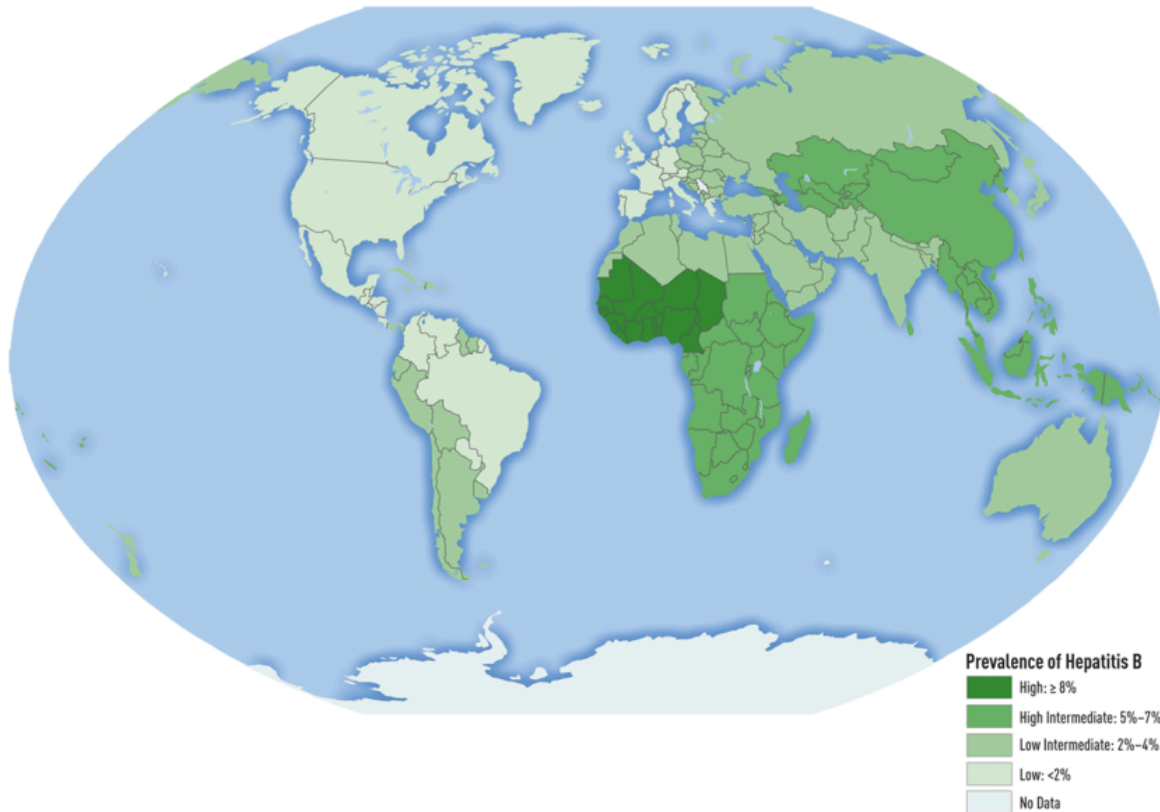 Prevalence of Hepatitis B
High: ≥ 8%
High Intermediate: 5%–7%
Low Intermediate: 2%–4%
Low: <2%
No Data